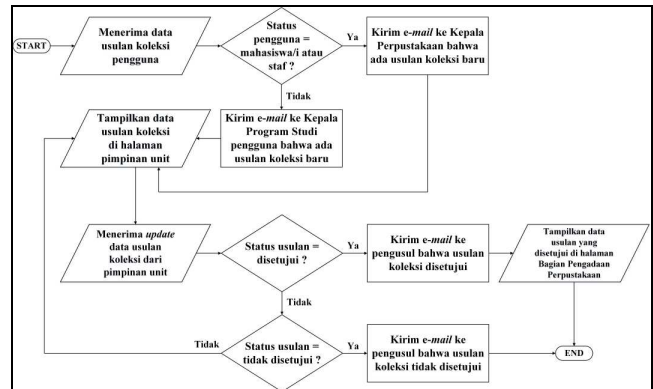 START
Menerima data
usulan koleksi
pengguna
Status
pengguna =
mahasiswa/i atau
staf ?
Ya
Kirim e-mail ke Kepala
Perpustakaan bahwa
ada usulan koleksi baru
Tidak
Tampilkan data
usulan koleksi
di halaman
pimpinan unit
Kirim e-mail ke Kepala
Program Studi
pengguna bahwa ada
usulan koleksi baru
Menerima update
data usulan
koleksi dari
pimpinan unit
Status usulan =
disetujui ?
Ya
Kirim e-mail ke
pengusul bahwa usulan
koleksi disetujui
Tampilkan data
usulan yang
disetujui di halaman
Bagian Pengadaan
Perpustakaan
Tidak
Tidak
Status usulan =
tidak disetujui ?
Ya
Kirim e-mail ke
pengusul bahwa usulan
koleksi tidak disetujui
END